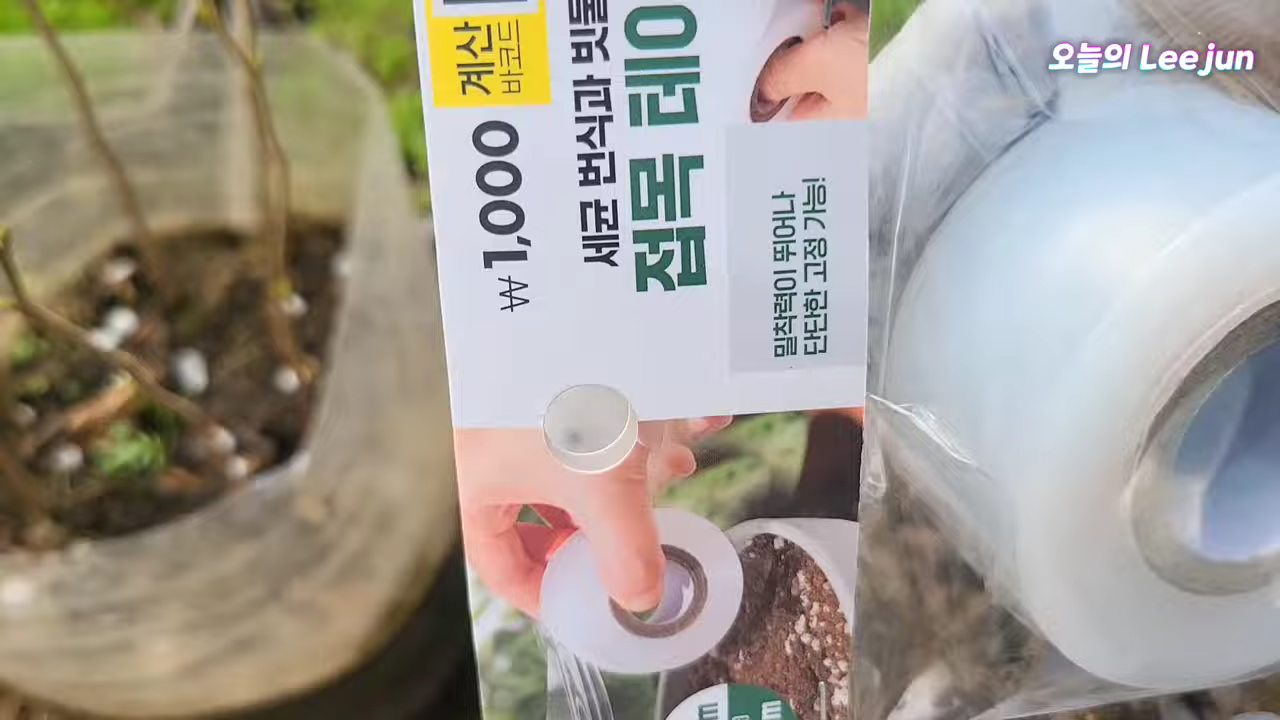 오늘의 Lee jun
계산
바코드
₩1,000
세균 번식과 빗물
접목 테이
밀착력이 뛰어나
단단한 고정 가능!